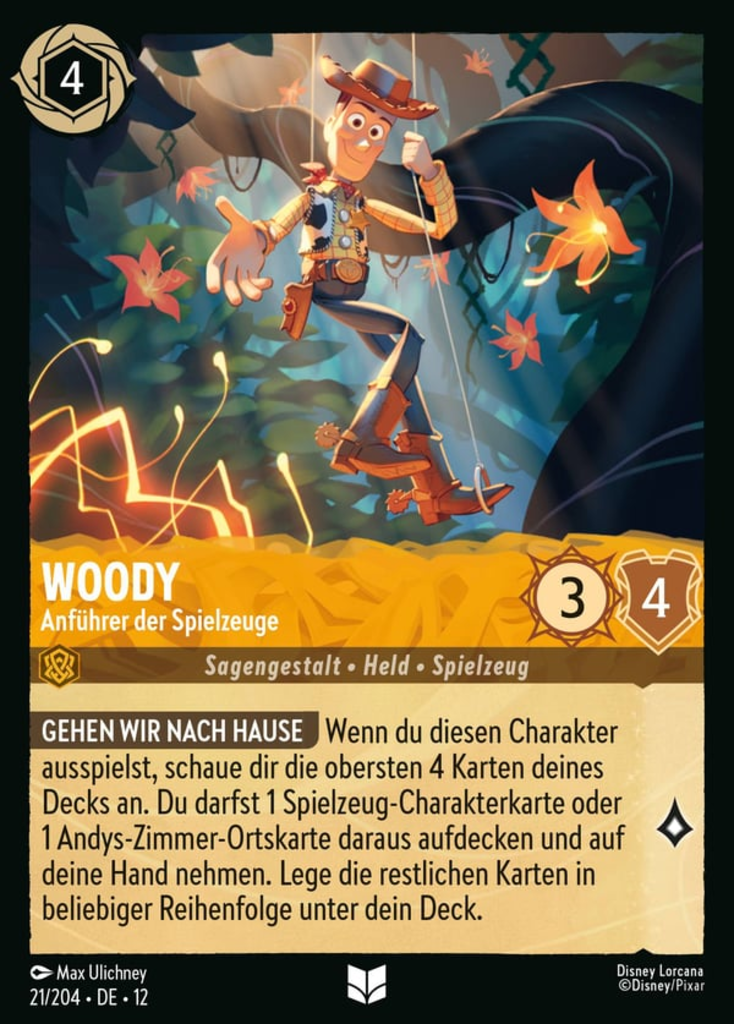 4
WOODY
Anführer der Spielzeuge
3
4
Sagengestalt • Held • Spielzeug
GEHEN WIR NACH HAUSE Wenn du diesen Charakter
ausspielst, schaue dir die obersten 4 Karten deines
Decks an. Du darfst 1 Spielzeug-Charakterkarte oder
1 Andys-Zimmer-Ortskarte daraus aufdecken und auf
deine Hand nehmen. Lege die restlichen Karten in
beliebiger Reihenfolge unter dein Deck.
Max Ulichney
21/204 • DE • 12
Disney Lorcana
©Disney/Pixar